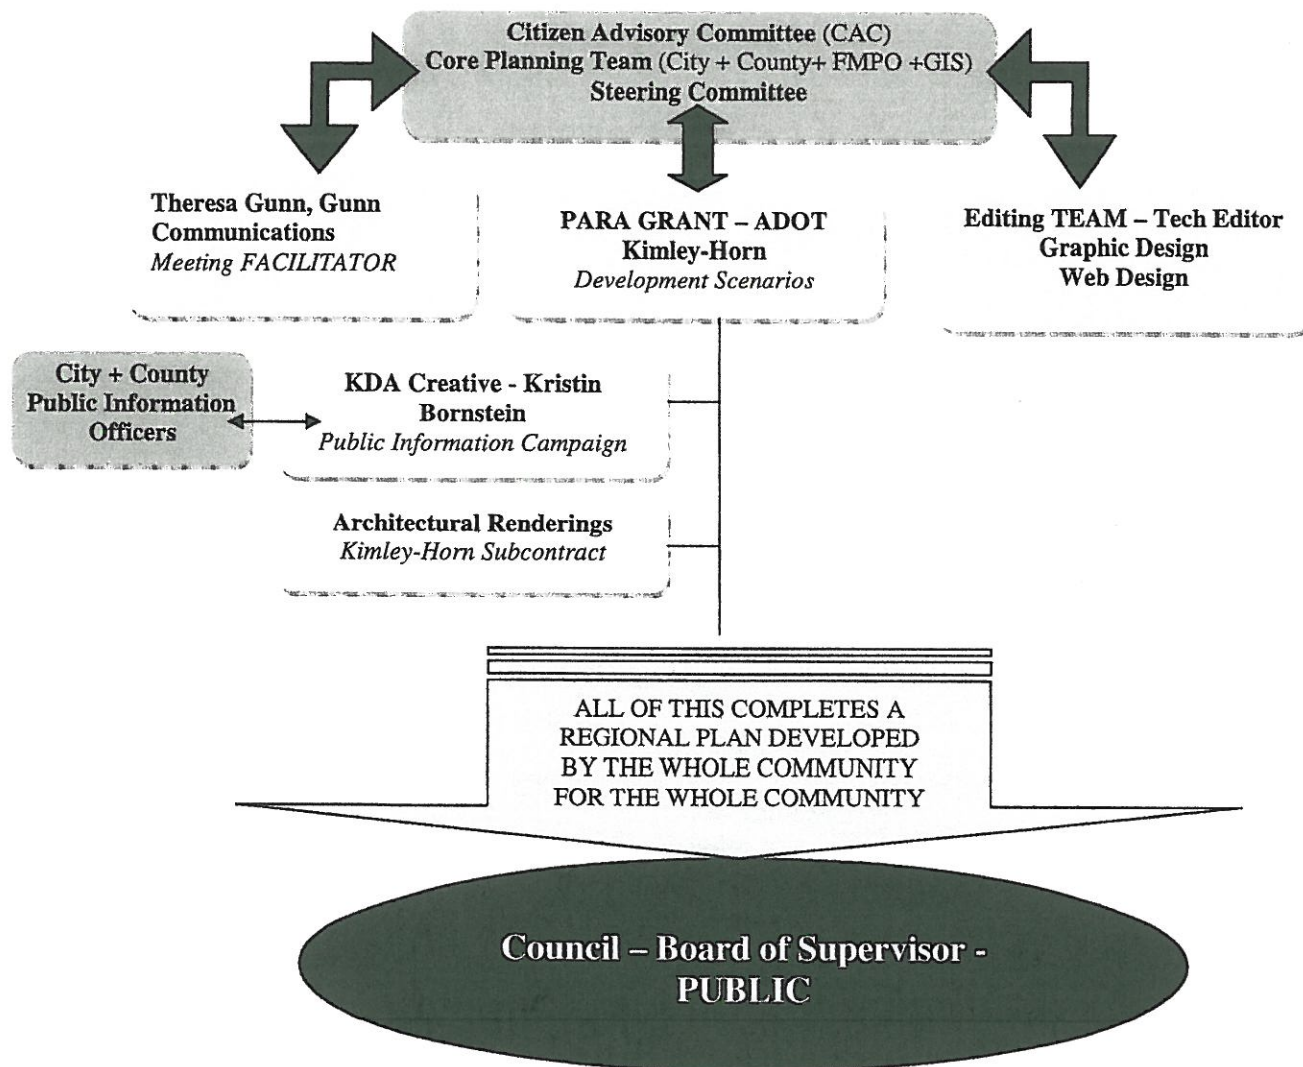 Citizen Advisory Committee (CAC)
Core Planning Team (City + County+ FMPO +GIS)
Steering Committee
Theresa Gunn, Gunn
Communications
Meeting FACILITATOR
PARA GRANT – ADOT
Kimley-Horn
Development Scenarios
Editing TEAM – Tech Editor
Graphic Design
Web Design
City + County
Public Information
Officers
KDA Creative - Kristin
Bornstein
Public Information Campaign
Architectural Renderings
Kimley-Horn Subcontract
ALL OF THIS COMPLETES A
REGIONAL PLAN DEVELOPED
BY THE WHOLE COMMUNITY
FOR THE WHOLE COMMUNITY
Council – Board of Supervisor -
PUBLIC